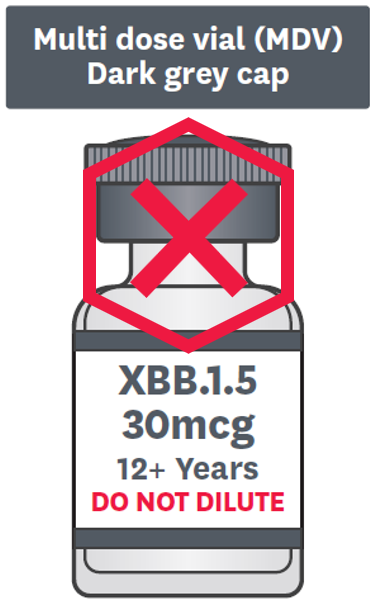 Multi dose vial (MDV)
Dark grey cap
XBB.1.5
30mcg
12+ Years
DO NOT DILUTE